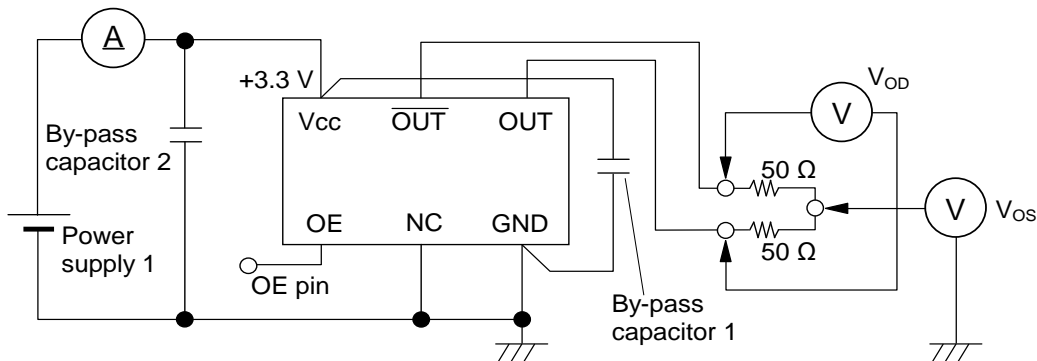 A
+3.3 V
V_OD
Vcc
OUT
OUT
V
By-pass
capacitor 2
50 Ω
V
V_OS
50 Ω
OE
NC
GND
Power
supply 1
OE pin
By-pass
capacitor 1